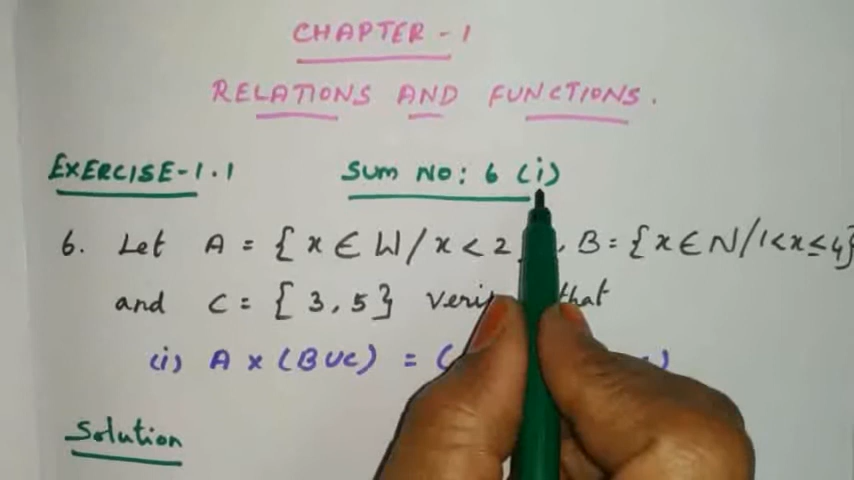 CHAPTER - 1
RELATIONS AND FUNCTIONS.
EXERCISE-1.1 SUM NO: 6 (i)
6. Let A = { x ∈ W / x < 2 , B = { x ∈ N / 1 < x ≤ 4}
and C = { 3, 5 } that
(i) A x (B U C) = (
Solution